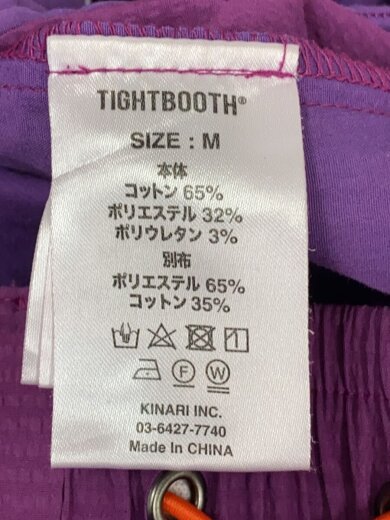 TIGHTBOOTH®
SIZE : M
本体
コットン 65%
ポリエステル 32%
ポリウレタン 3%
別布
ポリエステル 65%
コットン 35%
F W
KINARI INC.
03-6427-7740
Made In CHINA